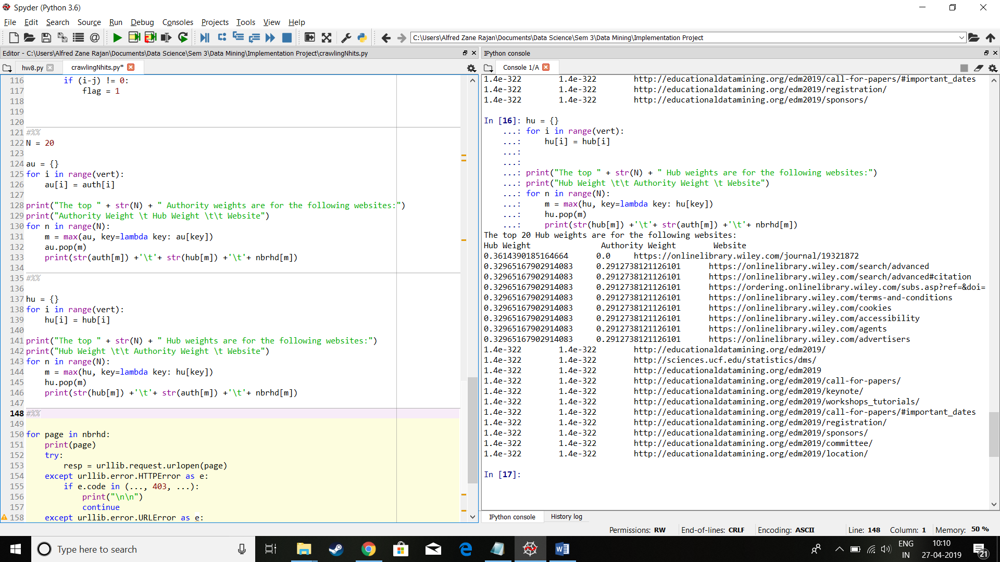 Spyder (Python 3.6)
File Edit Search Source Run Debug Consoles Projects Tools View Help
C:\Users\Alfred Zane Rajan\Documents\Data Science\Sem 3\Data Mining\Implementation Project
Editor - C:\Users\Alfred Zane Rajan\Documents\Data Science\Sem 3\Data Mining\Implementation Project\crawlingNhits.py
hw8.py crawlingNhits.py*
116         if (i-j) != 0:
117             flag = 1
118
119
120
121 #%%
122 N = 20
123
124 au = {}
125 for i in range(vert):
126     au[i] = auth[i]
127
128 print("The top " + str(N) + " Authority weights are for the following websites:")
129 print("Authority Weight \t Hub Weight \t\t Website")
130 for n in range(N):
131     m = max(au, key=lambda key: au[key])
132     au.pop(m)
133     print(str(auth[m]) +'\t'+ str(hub[m]) +'\t'+ nbrhd[m])
134
135 #%%
136
137 hu = {}
138 for i in range(vert):
139     hu[i] = hub[i]
140
141 print("The top " + str(N) + " Hub weights are for the following websites:")
142 print("Hub Weight \t\t Authority Weight \t Website")
143 for n in range(N):
144     m = max(hu, key=lambda key: hu[key])
145     hu.pop(m)
146     print(str(hub[m]) +'\t'+ str(auth[m]) +'\t'+ nbrhd[m])
147
148 #%%
149
150 for page in nbrhd:
151     print(page)
152     try:
153         resp = urllib.request.urlopen(page)
154     except urllib.error.HTTPError as e:
155         if e.code in (..., 403, ...):
156             print("\n\n")
157             continue
158     except urllib.error.URLError as e:
IPython console
Console 1/A
1.4e-322 1.4e-322 http://educationaldatamining.org/edm2019/call-for-papers/#important_dates
1.4e-322 1.4e-322 http://educationaldatamining.org/edm2019/registration/
1.4e-322 1.4e-322 http://educationaldatamining.org/edm2019/sponsors/
In [16]: hu = {}
...: for i in range(vert):
...:     hu[i] = hub[i]
...:
...:
...: print("The top " + str(N) + " Hub weights are for the following websites:")
...: print("Hub Weight \t\t Authority Weight \t Website")
...: for n in range(N):
...:     m = max(hu, key=lambda key: hu[key])
...:     hu.pop(m)
...:     print(str(hub[m]) +'\t'+ str(auth[m]) +'\t'+ nbrhd[m])
The top 20 Hub weights are for the following websites:
Hub Weight Authority Weight Website
0.3614390185164664 0.0 https://onlinelibrary.wiley.com/journal/19321872
0.32965167902914083 0.2912738121126101 https://onlinelibrary.wiley.com/search/advanced
0.32965167902914083 0.2912738121126101 https://onlinelibrary.wiley.com/search/advanced#citation
0.32965167902914083 0.2912738121126101 https://ordering.onlinelibrary.wiley.com/subs.asp?ref=&doi=
0.32965167902914083 0.2912738121126101 https://onlinelibrary.wiley.com/terms-and-conditions
0.32965167902914083 0.2912738121126101 https://onlinelibrary.wiley.com/cookies
0.32965167902914083 0.2912738121126101 https://onlinelibrary.wiley.com/accessibility
0.32965167902914083 0.2912738121126101 https://onlinelibrary.wiley.com/agents
0.32965167902914083 0.2912738121126101 https://onlinelibrary.wiley.com/advertisers
1.4e-322 1.4e-322 http://educationaldatamining.org/edm2019/
1.4e-322 1.4e-322 http://sciences.ucf.edu/statistics/dms/
1.4e-322 1.4e-322 http://educationaldatamining.org/edm2019
1.4e-322 1.4e-322 http://educationaldatamining.org/edm2019/call-for-papers/
1.4e-322 1.4e-322 http://educationaldatamining.org/edm2019/keynote/
1.4e-322 1.4e-322 http://educationaldatamining.org/edm2019/workshops_tutorials/
1.4e-322 1.4e-322 http://educationaldatamining.org/edm2019/call-for-papers/#important_dates
1.4e-322 1.4e-322 http://educationaldatamining.org/edm2019/registration/
1.4e-322 1.4e-322 http://educationaldatamining.org/edm2019/sponsors/
1.4e-322 1.4e-322 http://educationaldatamining.org/edm2019/committee/
1.4e-322 1.4e-322 http://educationaldatamining.org/edm2019/location/
In [17]:
IPython console History log
Permissions: RW End-of-lines: CRLF Encoding: ASCII Line: 148 Column: 1 Memory: 50 %
Type here to search
ENG
IN
10:10
27-04-2019
21